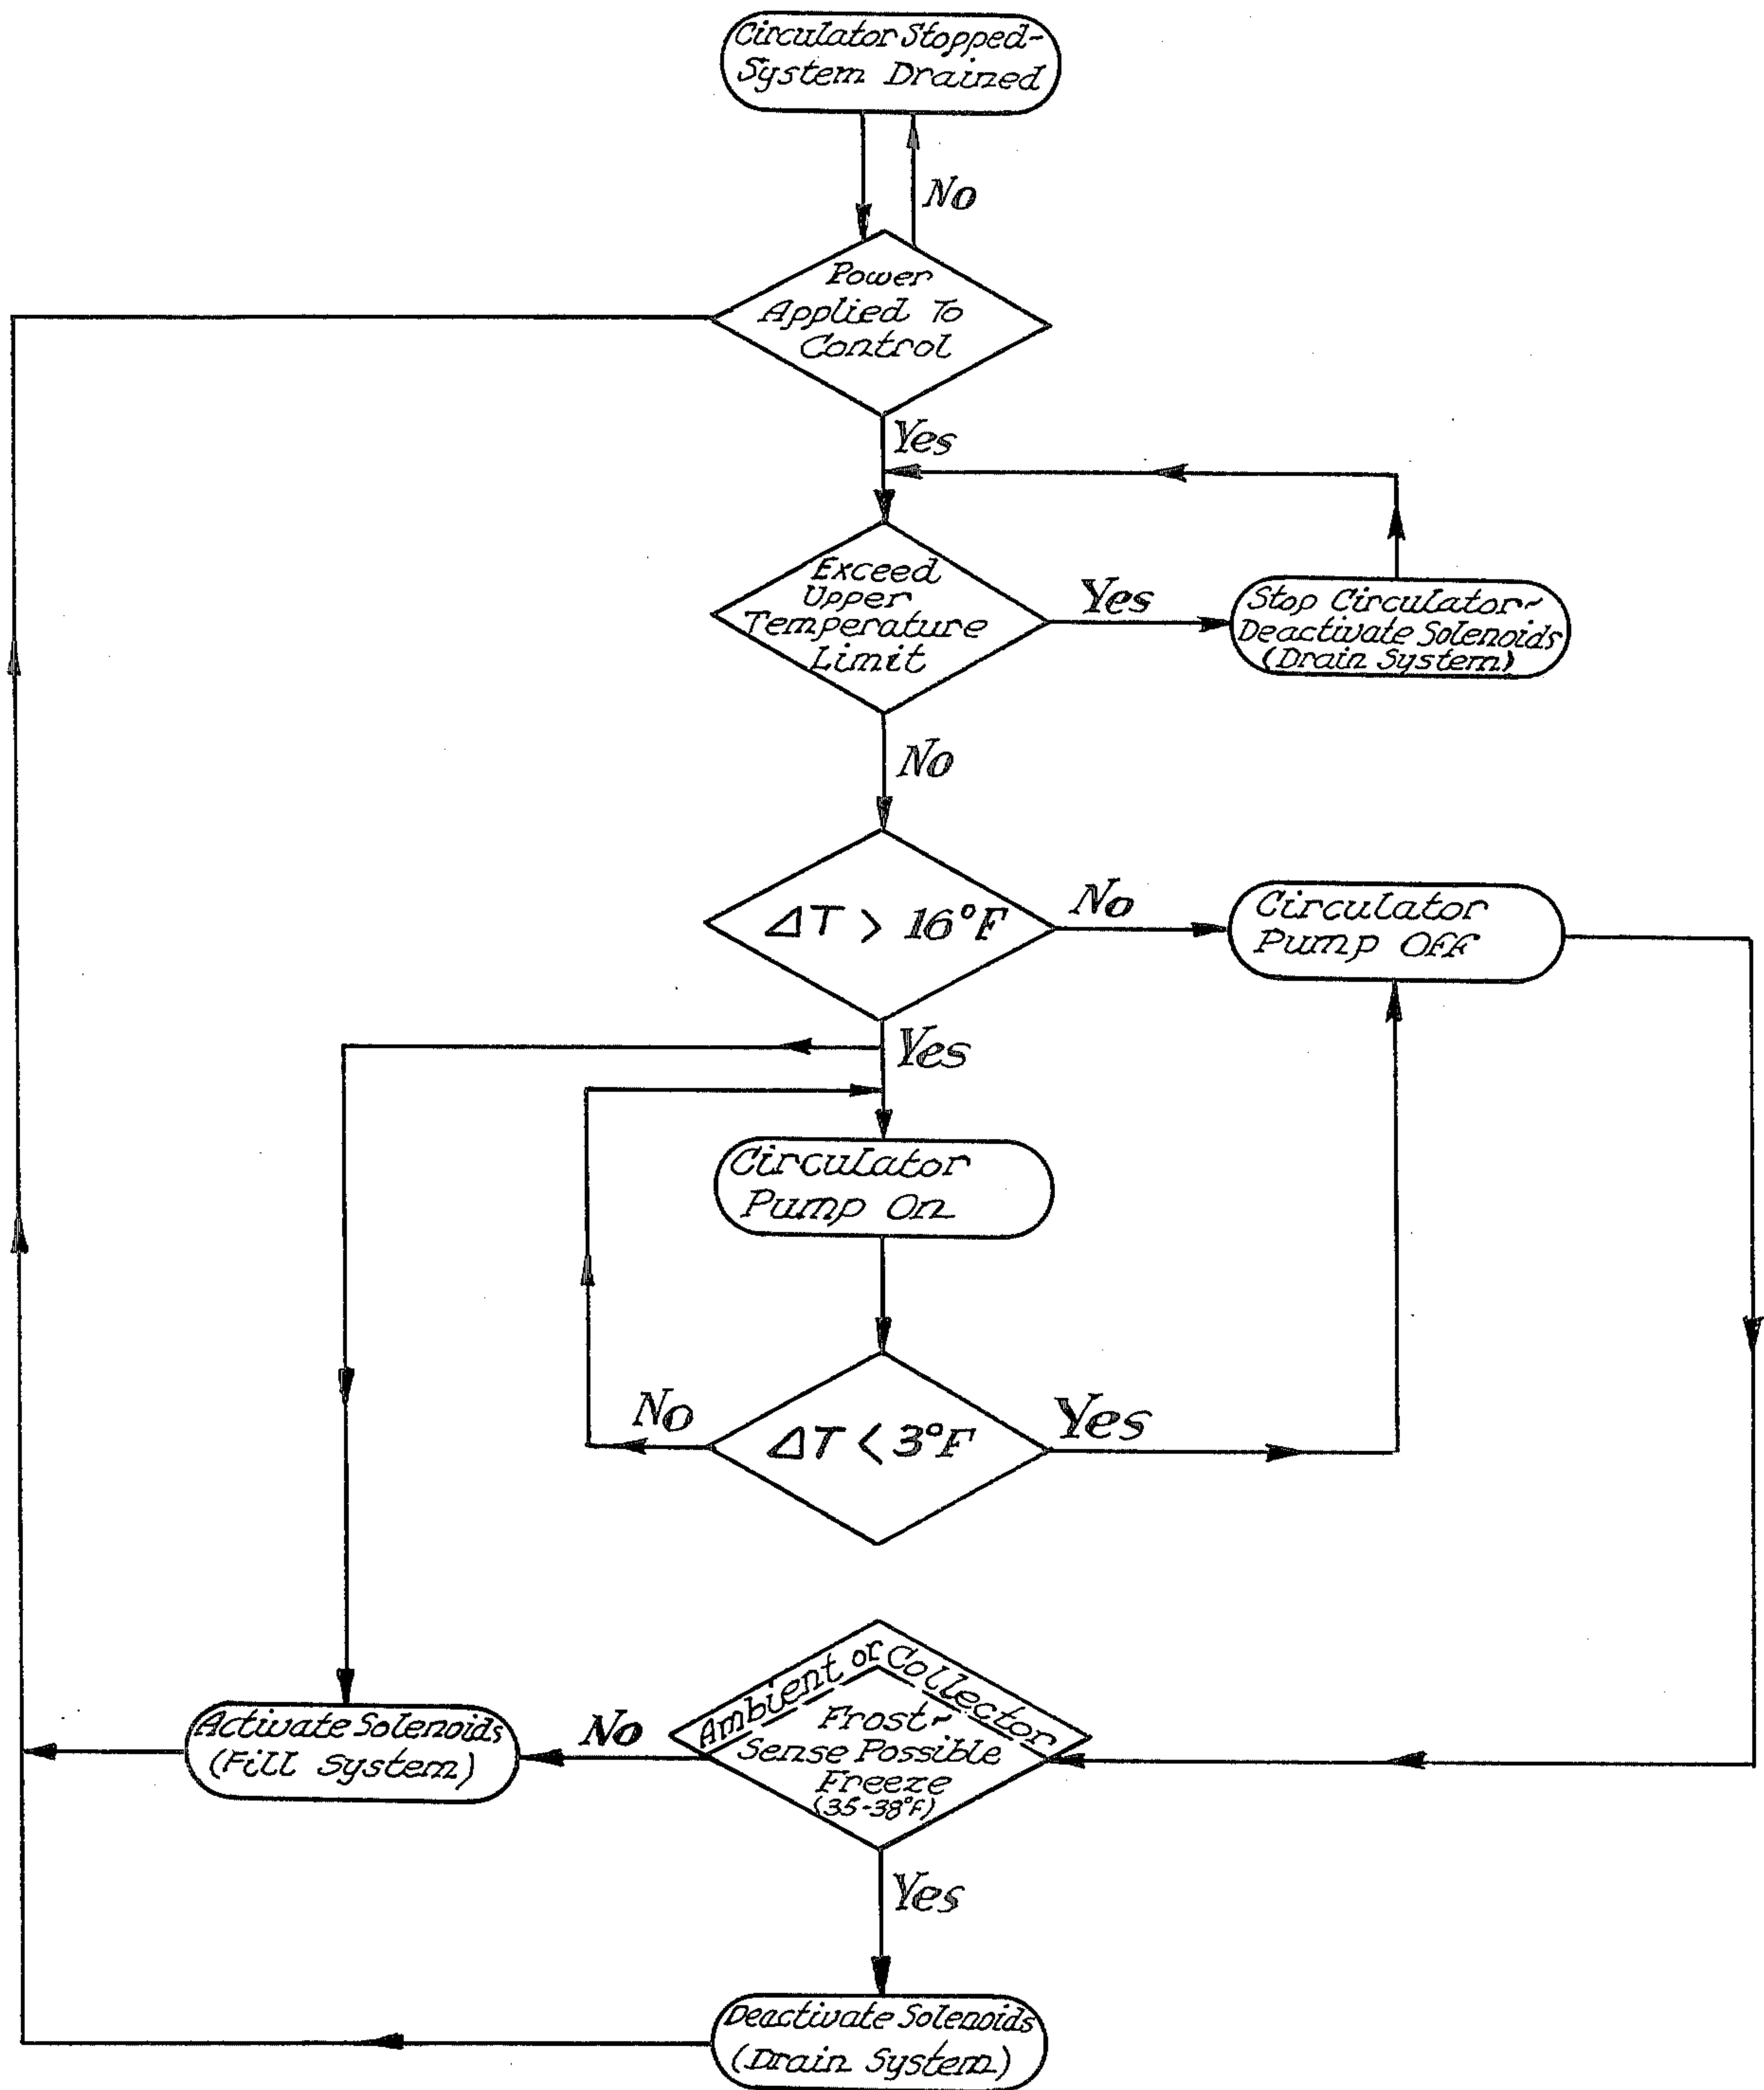 Circulator Stopped-
System Drained
No
Power
Applied To
Control
Yes
Exceed
Upper
Temperature
Limit
Yes
Stop Circulator~
Deactivate Solenoids
(Drain System)
No
ΔT > 16°F
No
Circulator
Pump Off
Yes
Circulator
Pump On
No
ΔT < 3°F
Yes
Ambient or Collector
Frost~
Sense Possible
Freeze
(35-38°F)
No
Activate Solenoids
(Fill System)
Yes
Deactivate Solenoids
(Drain System)